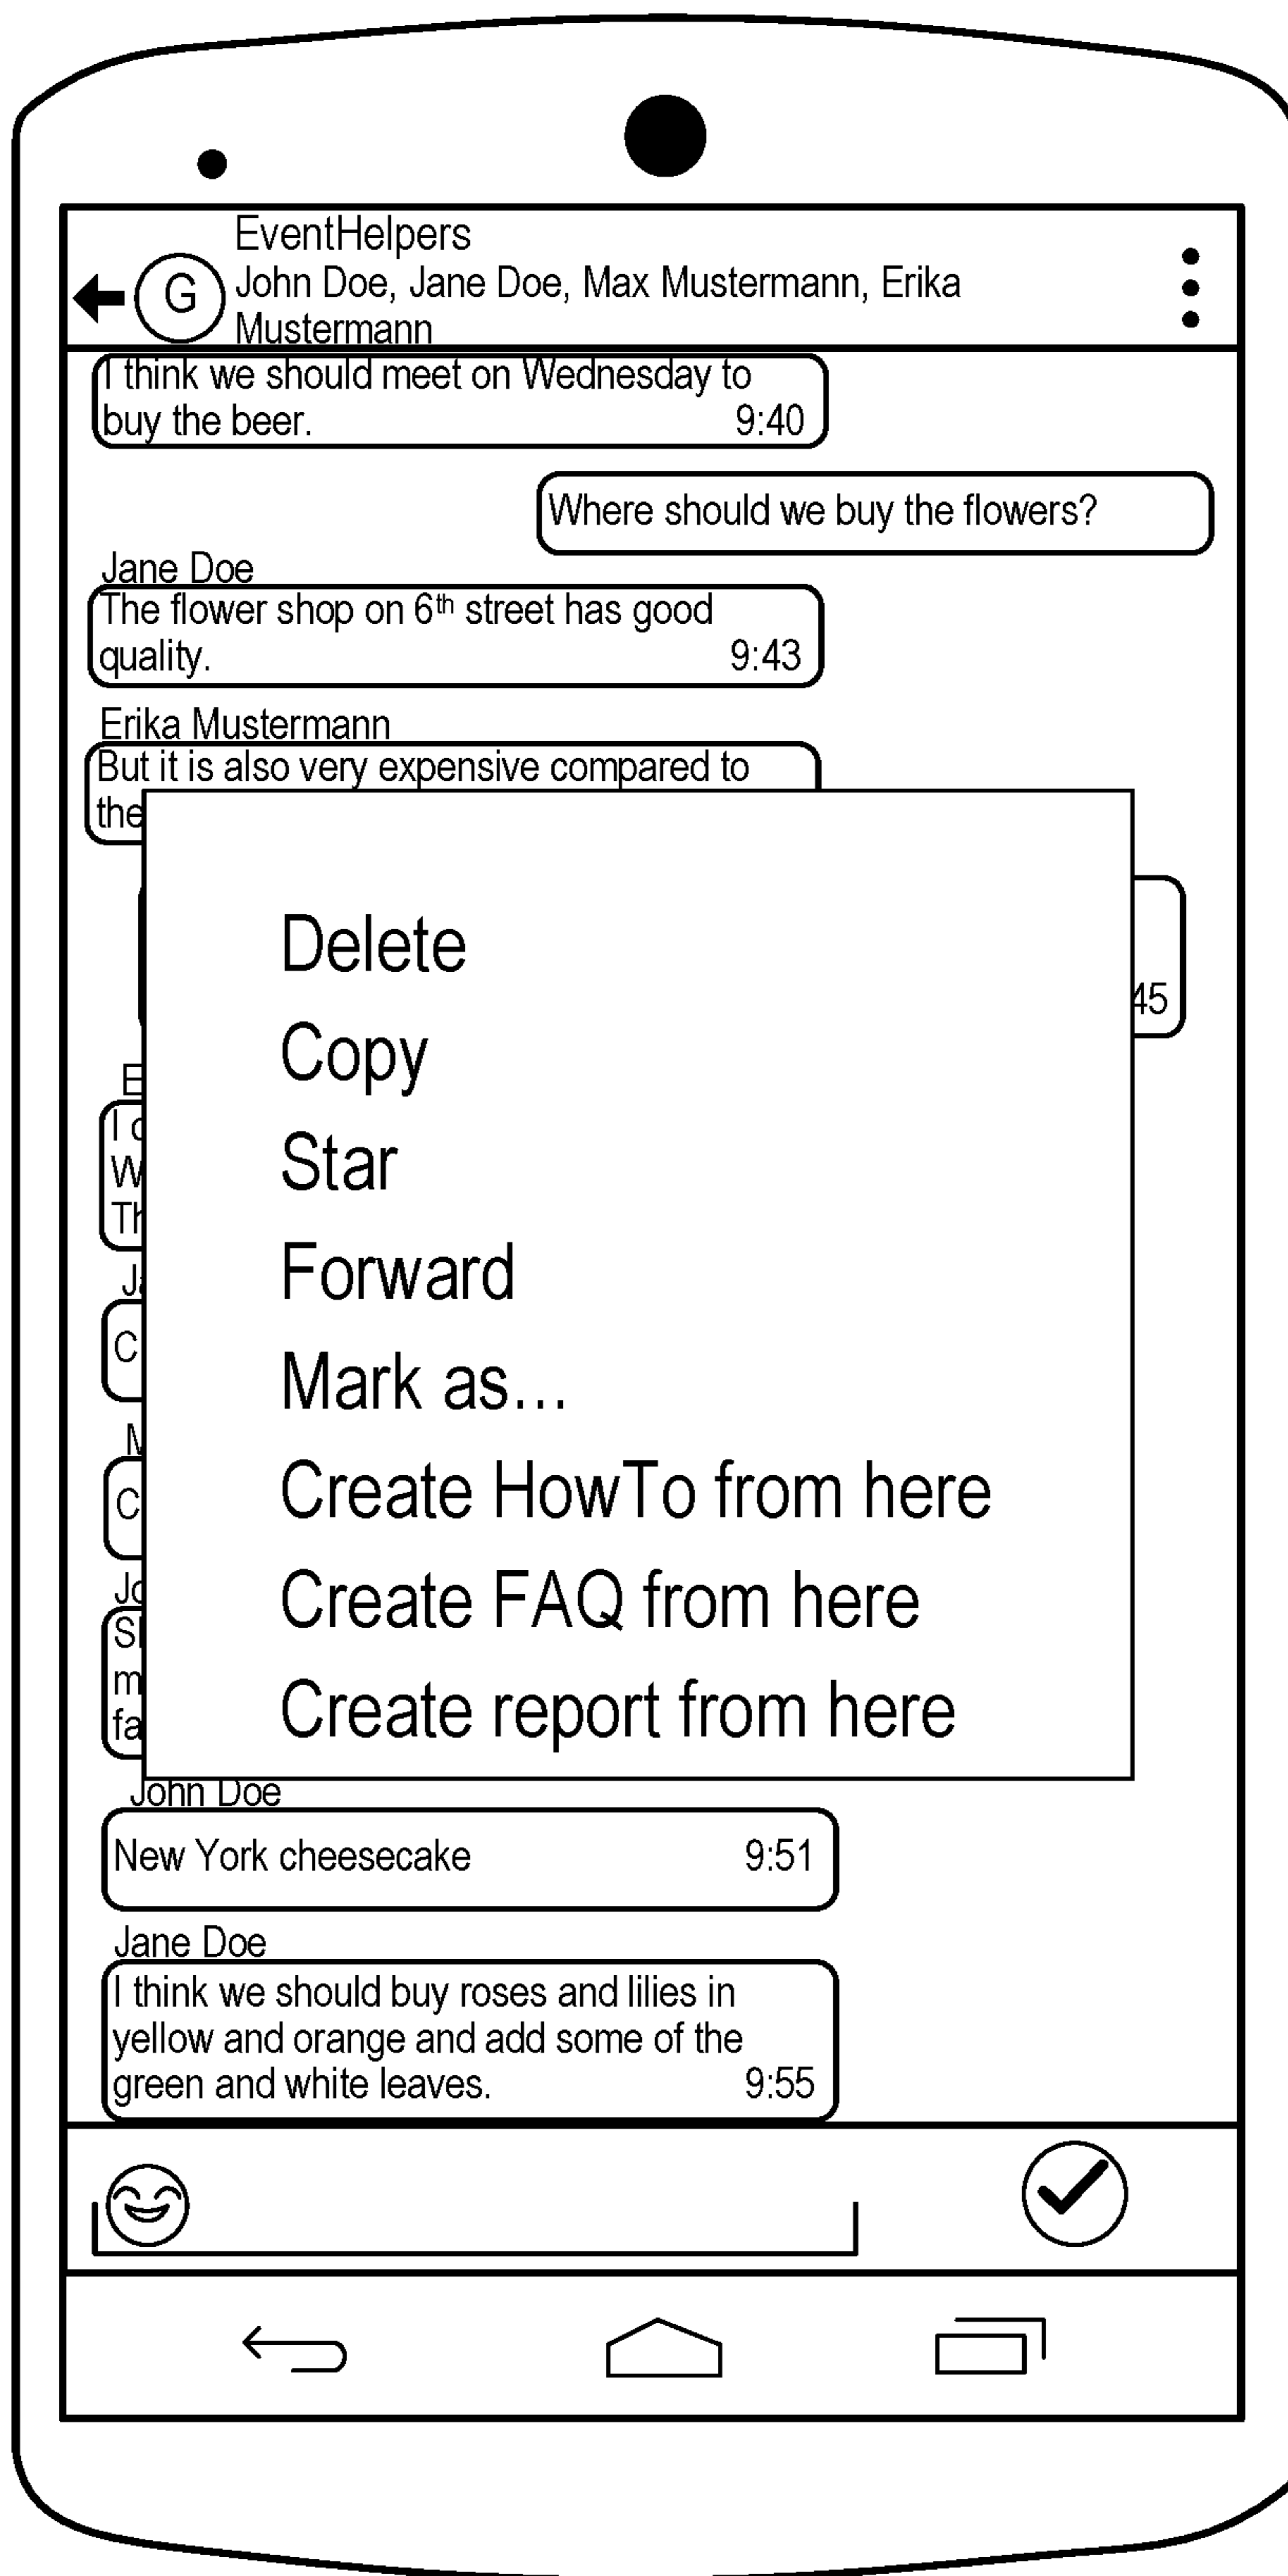 EventHelpers
G
John Doe, Jane Doe, Max Mustermann, Erika
Mustermann
I think we should meet on Wednesday to
buy the beer. 9:40
Where should we buy the flowers?
Jane Doe
The flower shop on 6th street has good
quality. 9:43
Erika Mustermann
But it is also very expensive compared to
the
45
Delete
Copy
Star
Forward
Mark as...
Create HowTo from here
Create FAQ from here
Create report from here
John Doe
New York cheesecake 9:51
Jane Doe
I think we should buy roses and lilies in
yellow and orange and add some of the
green and white leaves. 9:55